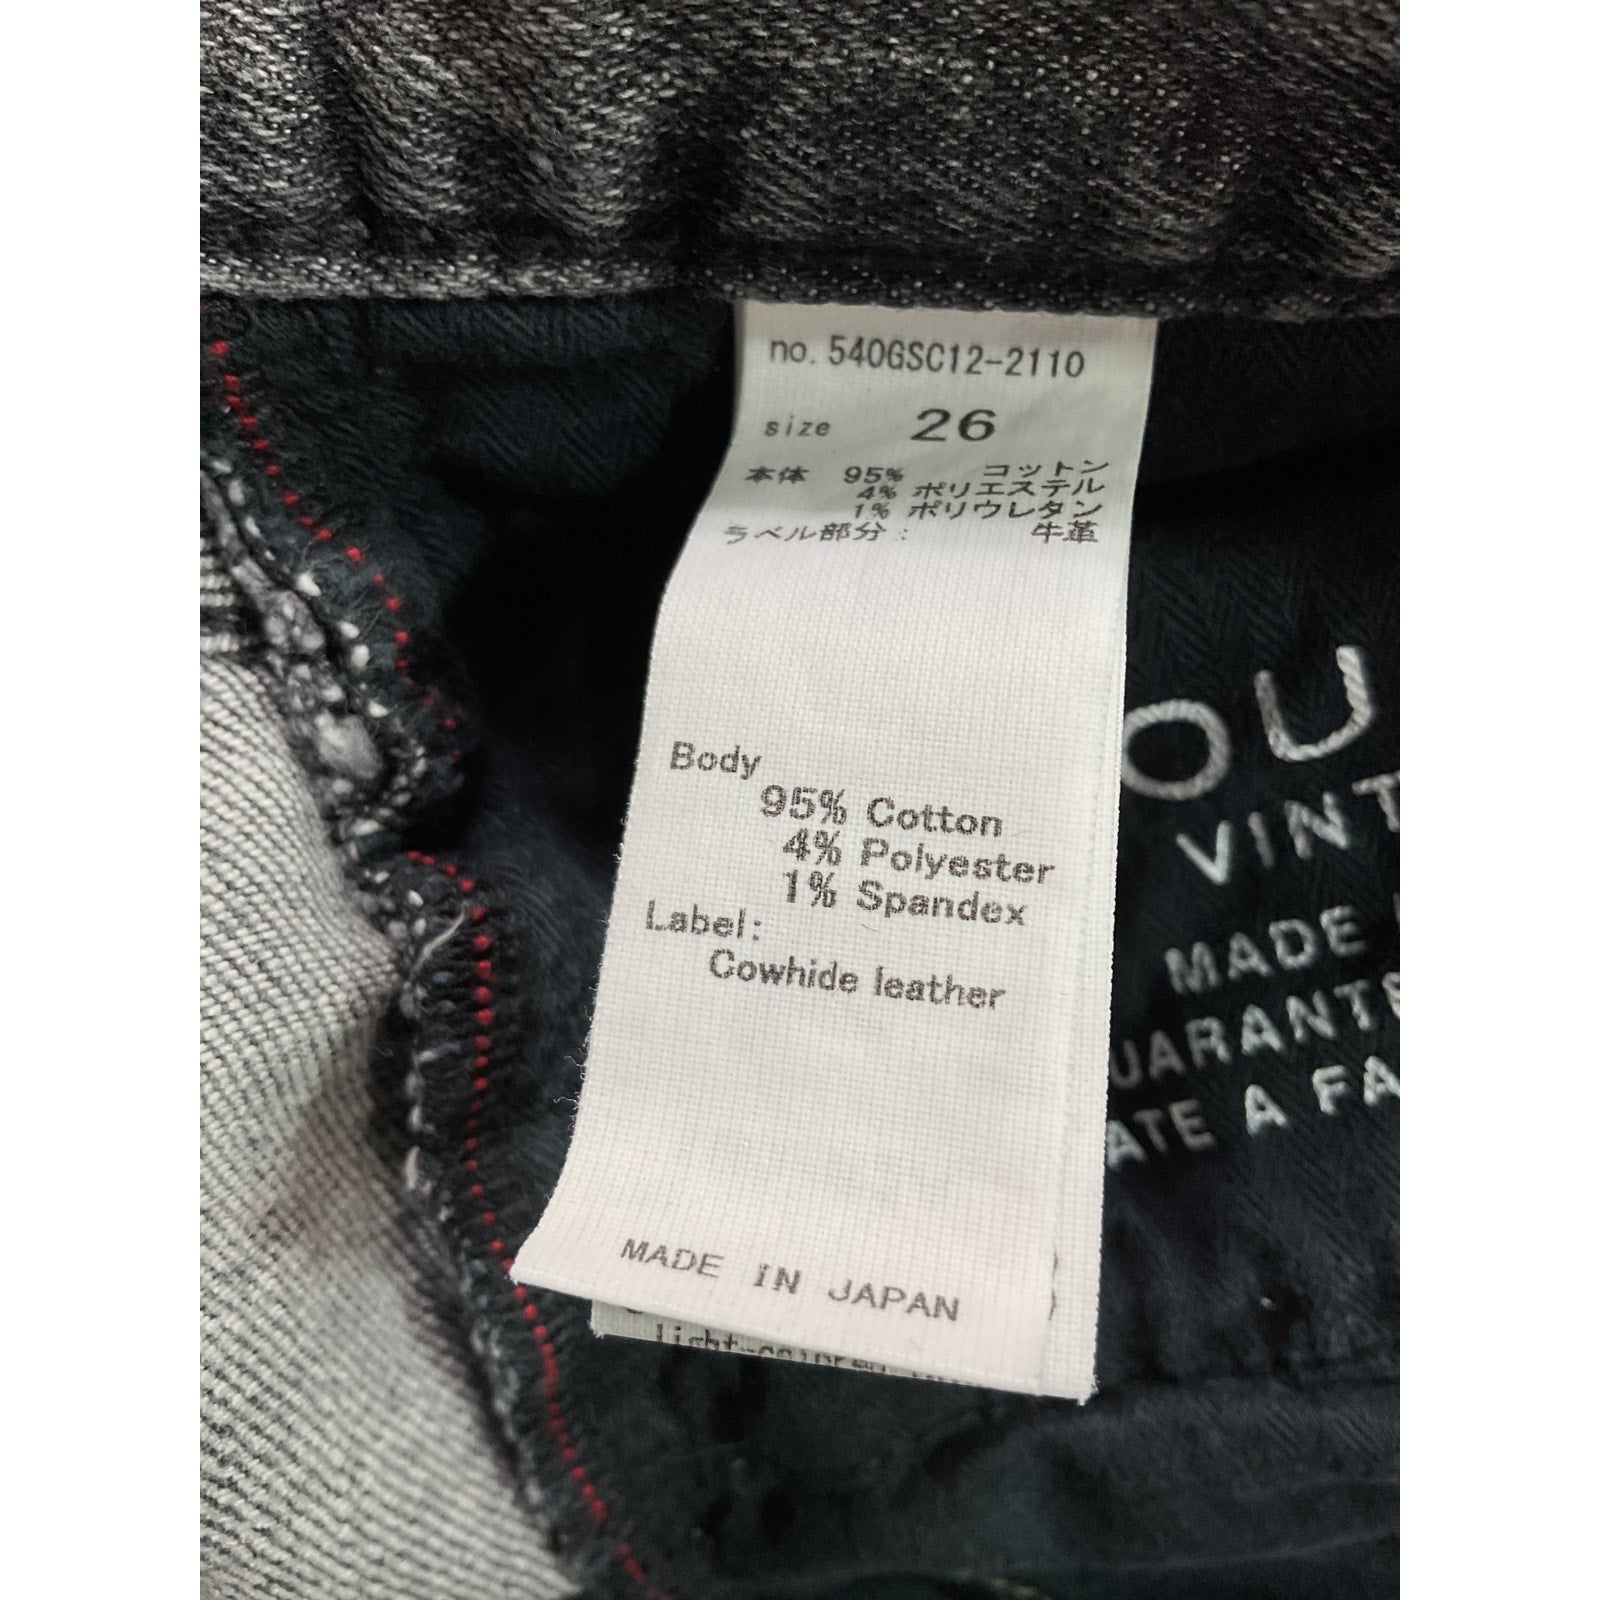 no. 540GSC12-2110
size 26
本体 95% コットン
4% ポリエステル
1% ポリウレタン
ラベル部分: 牛革
Body
95% Cotton
4% Polyester
1% Spandex
Label:
Cowhide leather
MADE IN JAPAN
OU
VINT
MADE
UARANTE
ATE A FA